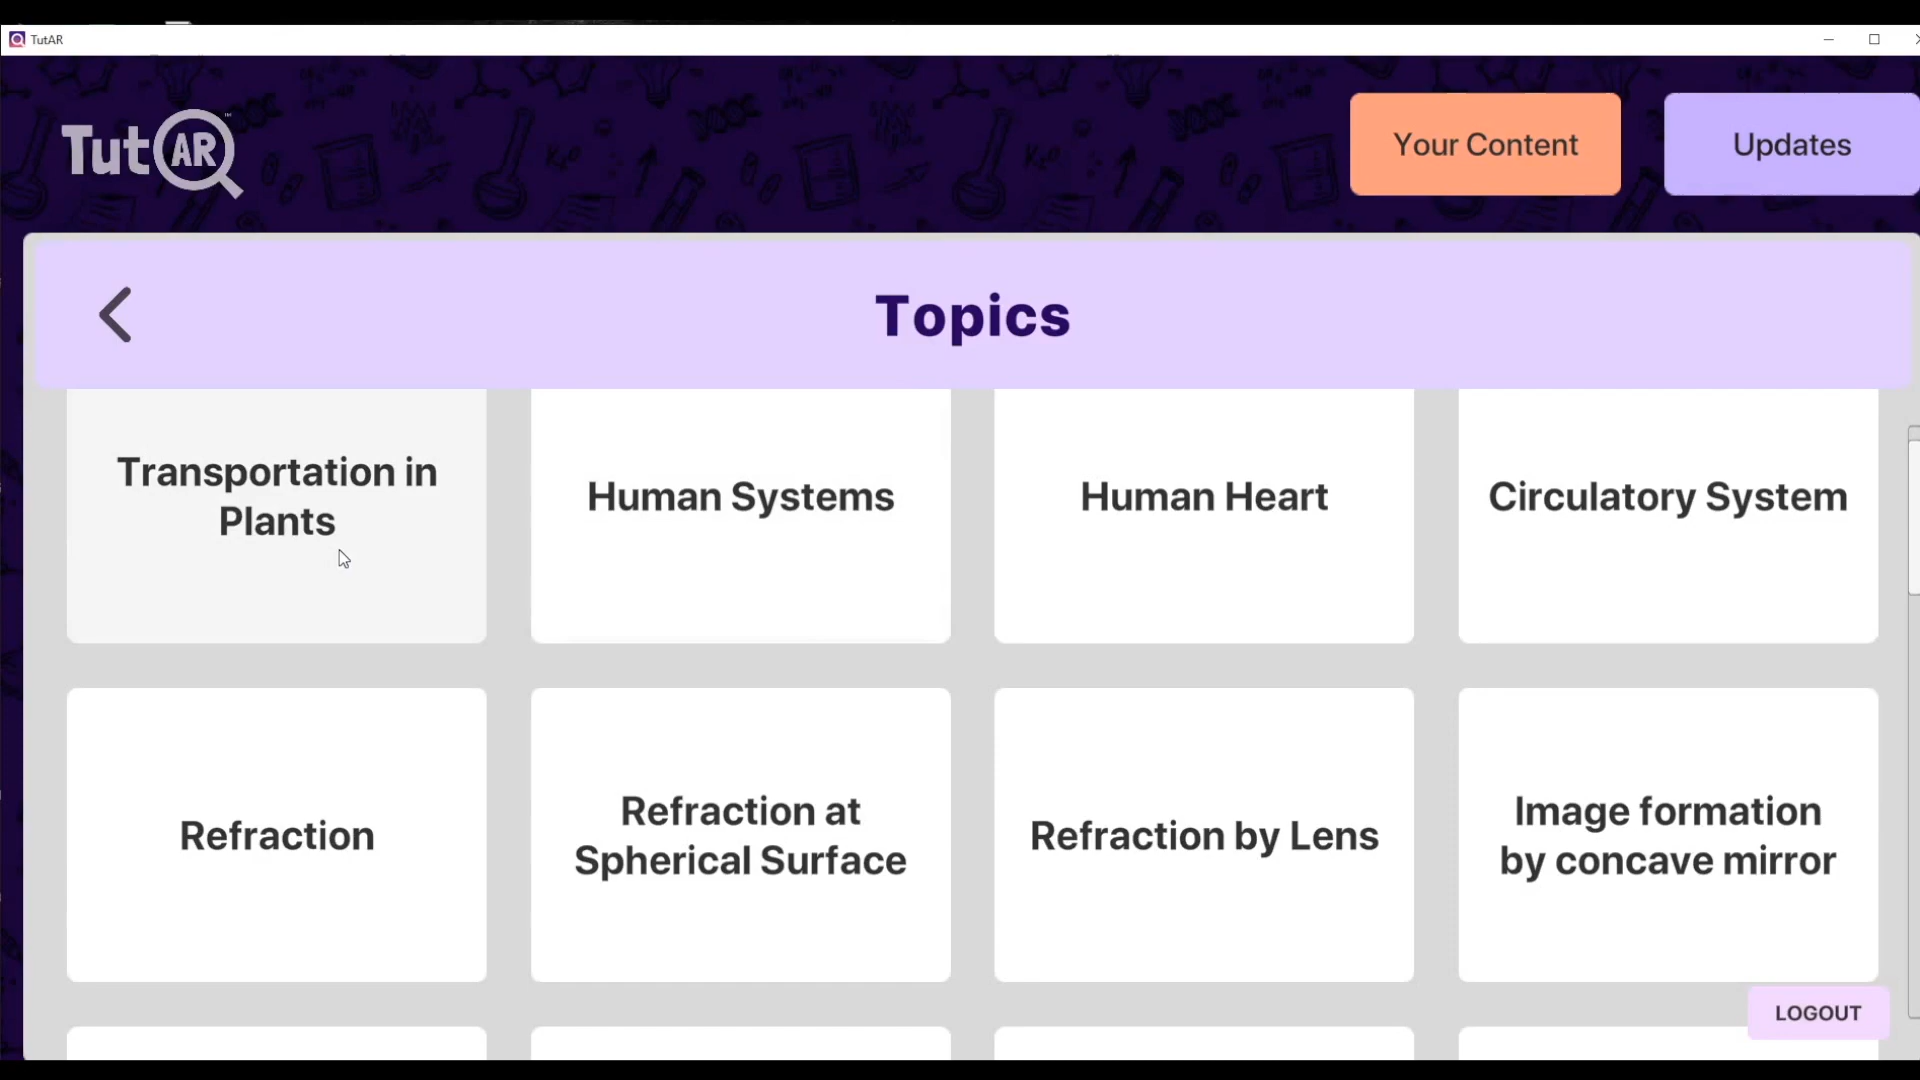 TutAR
TutAR™
Your Content
Updates
Topics
Transportation in
Plants
Human Systems
Human Heart
Circulatory System
Refraction
Refraction at
Spherical Surface
Refraction by Lens
Image formation
by concave mirror
LOGOUT